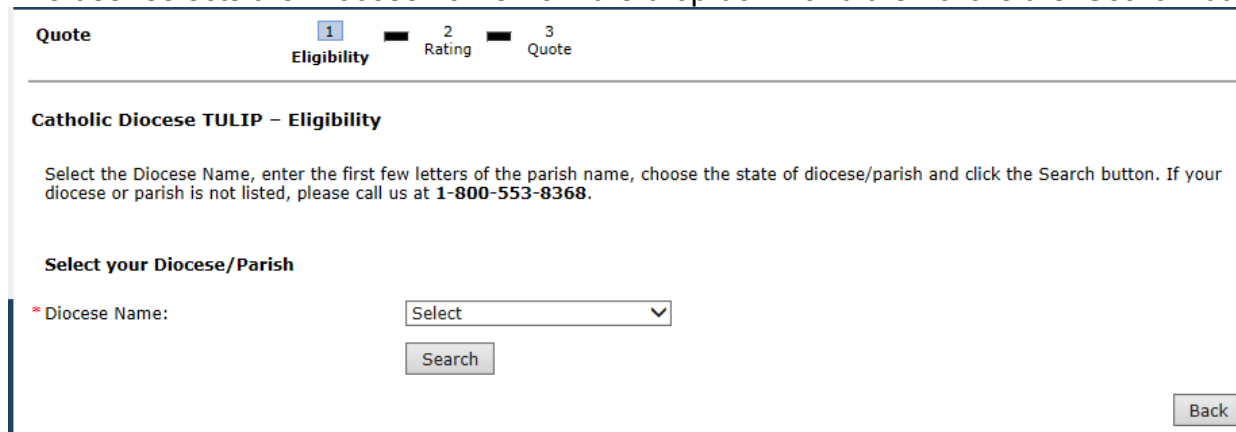 Quote 1 2 3
Eligibility Rating Quote
Catholic Diocese TULIP – Eligibility
Select the Diocese Name, enter the first few letters of the parish name, choose the state of diocese/parish and click the Search button. If your
diocese or parish is not listed, please call us at 1-800-553-8368.
Select your Diocese/Parish
* Diocese Name: Select
Search
Back